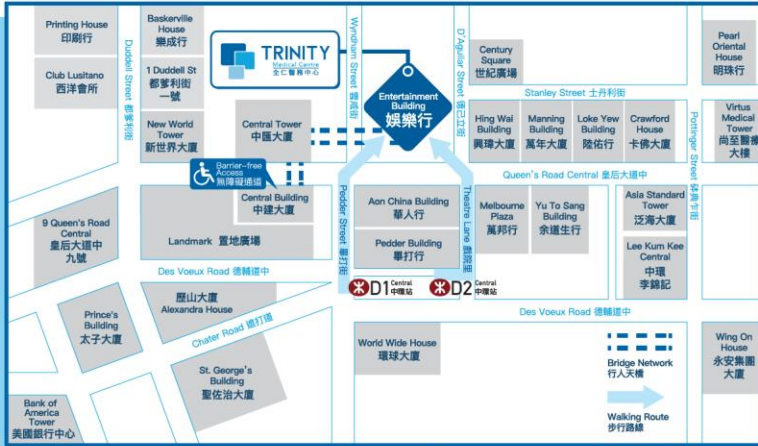 Printing House
印刷行
Club Lusitano
西洋會所
Duddell Street 都爹利街
Baskerville
House
樂成行
1 Duddell St
都爹利街
一號
New World
Tower
新世界大廈
TRINITY
Medical Centre
全仁醫務中心
Central Tower
中匯大廈
Barrier-free
Access
無障礙通道
Central Building
中建大廈
Landmark 置地廣場
Wyndham Street 雲咸街
Entertainment
Building
娛樂行
D'Aguilar Street 德己立街
Century
Square
世紀廣場
Stanley Street 士丹利街
Hing Wai
Building
興瑋大廈
Manning
Building
萬年大廈
Loke Yew
Building
陸佑行
Crawford
House
卡佛大廈
Pearl
Oriental
House
明珠行
Virtus
Medical
Tower
尚至醫療
大樓
Pottinger Street 砵典乍街
Queen's Road Central 皇后大道中
9 Queen's Road
Central
皇后大道中
九號
Pedder Street 畢打街
Aon China Building
華人行
Pedder Building
畢打行
Theatre Lane 戲院里
Melbourne
Plaza
萬邦行
Yu To Sang
Building
余道生行
Asia Standard
Tower
泛海大廈
Lee Kum Kee
Central
中環
李錦記
Des Voeux Road 德輔道中
D1 Central
中環站
D2 Central
中環站
Des Voeux Road 德輔道中
Prince's
Building
太子大廈
歷山大廈
Alexandra House
Chater Road 遮打道
St. George's
Building
聖佐治大廈
Bank of
America
Tower
美國銀行中心
World Wide House
環球大廈
Bridge Network
行人天橋
Walking Route
步行路線
Wing On
House
永安集團
大廈